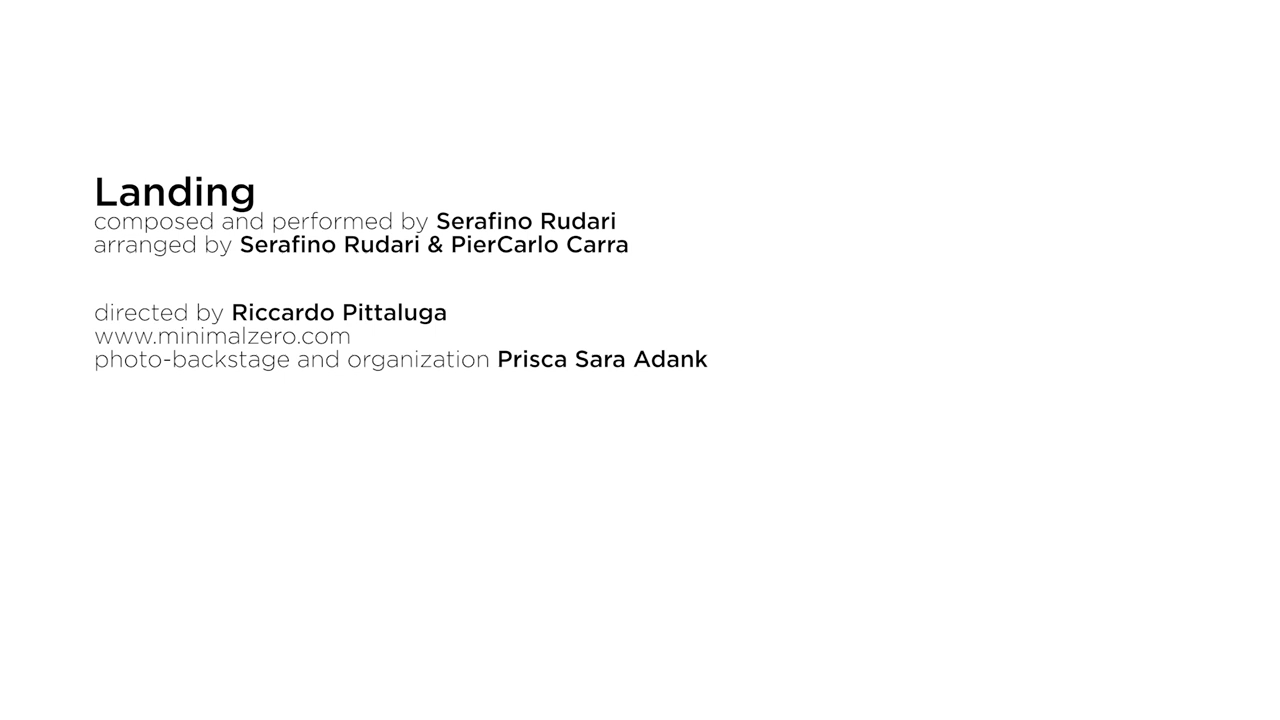 Landing
composed and performed by Serafino Rudari
arranged by Serafino Rudari & PierCarlo Carra
directed by Riccardo Pittaluga
www.minimalzero.com
photo-backstage and organization Prisca Sara Adank